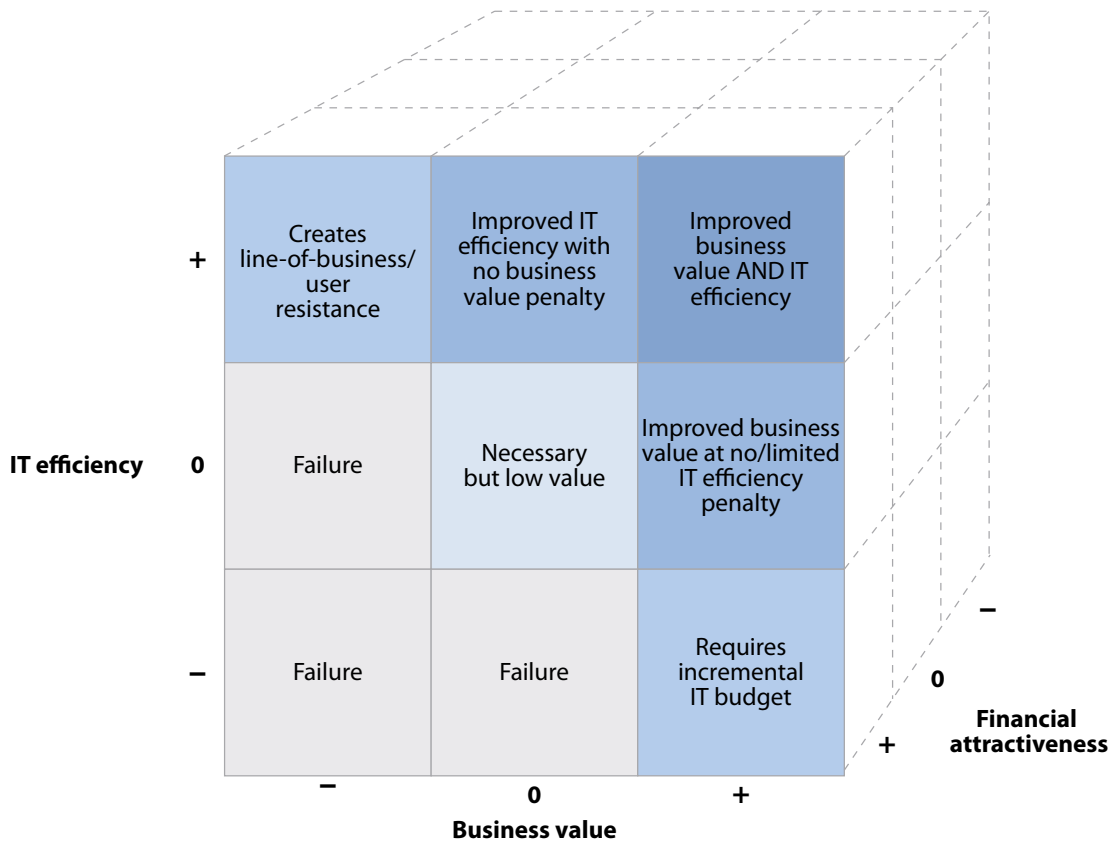 +
Creates
line-of-business/
user
resistance
Improved IT
efficiency with
no business
value penalty
Improved
business
value AND IT
efficiency
IT efficiency
0
Failure
Necessary
but low value
Improved business
value at no/limited
IT efficiency
penalty
–
Failure
Failure
Requires
incremental
IT budget
–
0
+
Business value
–
0
+
Financial
attractiveness